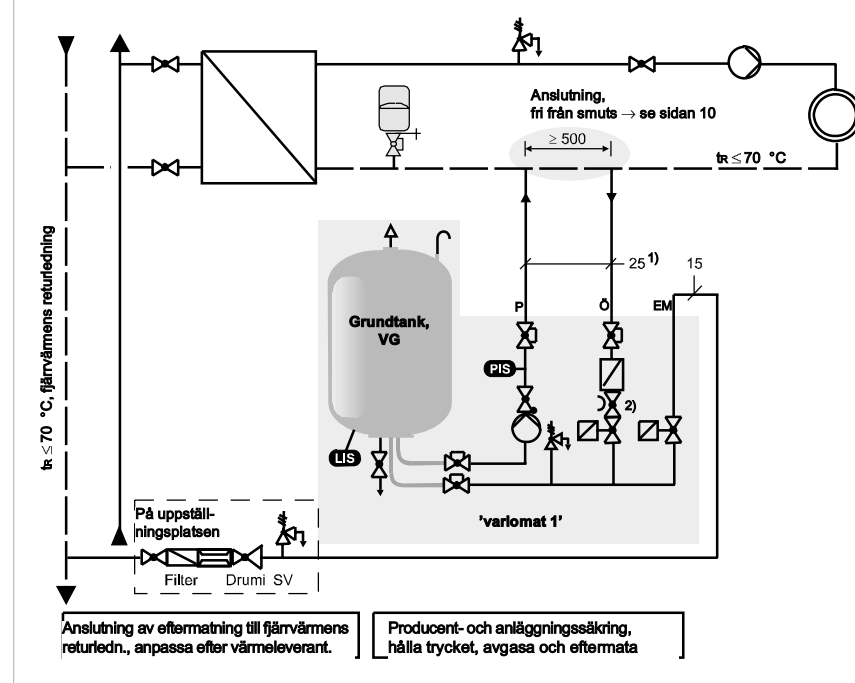 Anslutning,
fri från smuts → se sidan 10
≥ 500
tR ≤ 70 °C
tR ≤ 70 °C, fjärrvärmens returledning
25 1)
15
P
Ö
EM
Grundtank,
VG
PIS
2)
LIS
'variomat 1'
På uppställ-
ningsplatsen
Filter
Drumi SV
Anslutning av eftermatning till fjärrvärmens
returledn., anpassa efter värmeleverant.
Producent- och anläggningssäkring,
hålla trycket, avgasa och eftermata